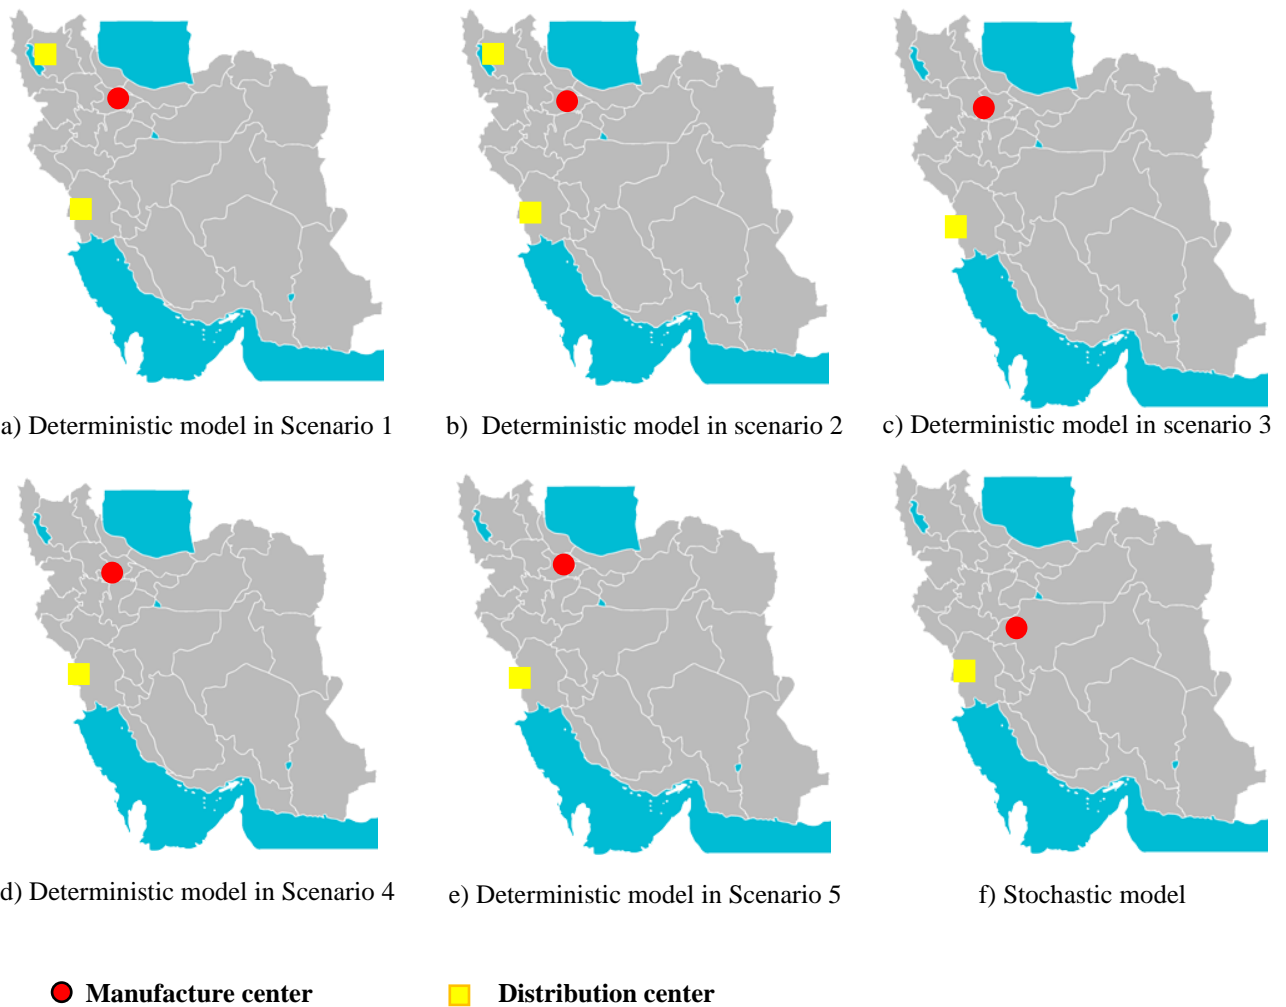 a) Deterministic model in Scenario 1
b) Deterministic model in scenario 2
c) Deterministic model in scenario 3
d) Deterministic model in Scenario 4
e) Deterministic model in Scenario 5
f) Stochastic model
Manufacture center
Distribution center